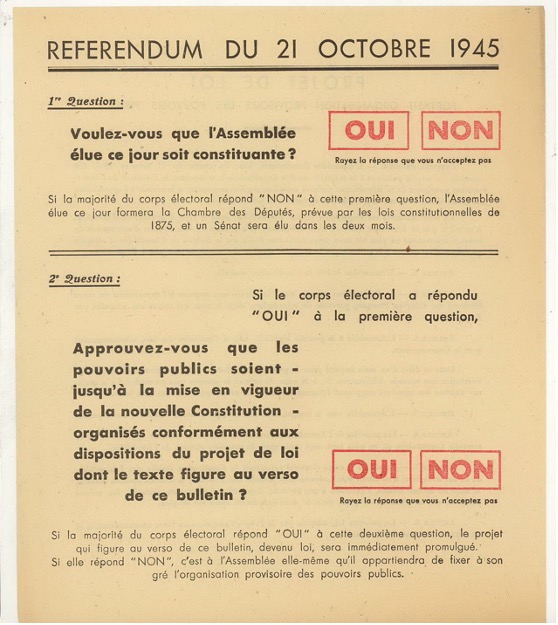 REFERENDUM DU 21 OCTOBRE 1945
1re Question :
Voulez-vous que l'Assemblée
élue ce jour soit constituante ?
OUI NON
Rayez la réponse que vous n'acceptez pas
Si la majorité du corps électoral répond "NON" à cette première question, l'Assemblée
élue ce jour formera la Chambre des Députés, prévue par les lois constitutionnelles de
1875, et un Sénat sera élu dans les deux mois.
2e Question :
Si le corps électoral a répondu
"OUI" à la première question,
Approuvez-vous que les
pouvoirs publics soient -
jusqu'à la mise en vigueur
de la nouvelle Constitution -
organisés conformément aux
dispositions du projet de loi
dont le texte figure au verso
de ce bulletin ?
OUI NON
Rayez la réponse que vous n'acceptez pas
Si la majorité du corps électoral répond "OUI" à cette deuxième question, le projet
qui figure au verso de ce bulletin, devenu loi, sera immédiatement promulgué.
Si elle répond "NON", c'est à l'Assemblée elle-même qu'il appartiendra de fixer à son
gré l'organisation provisoire des pouvoirs publics.